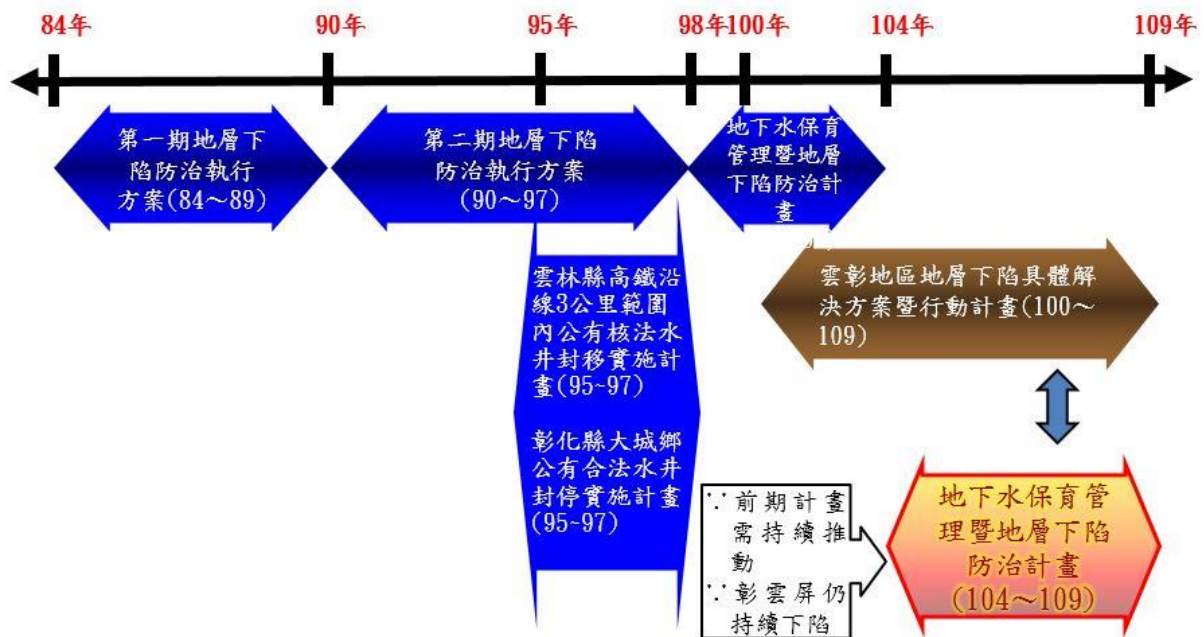 84年
90年
95年
98年
100年
104年
109年
第一期地層下
陷防治執行
方案(84～89)
第二期地層下陷
防治執行方案
(90～97)
地下水保育
管理暨地層
下陷防治計
畫
雲彰地區地層下陷具體解
決方案暨行動計畫(100～
109)
雲林縣高鐵沿
線3公里範圍
內公有核法水
井封移實施計
畫(95~97)
彰化縣大城鄉
公有合法水井
封停實施計畫
(95-97)
∵前期計畫
需持續推
動
∵彰雲屏仍
持續下陷
地下水保育管
理暨地層下陷
防治計畫
(104～109)